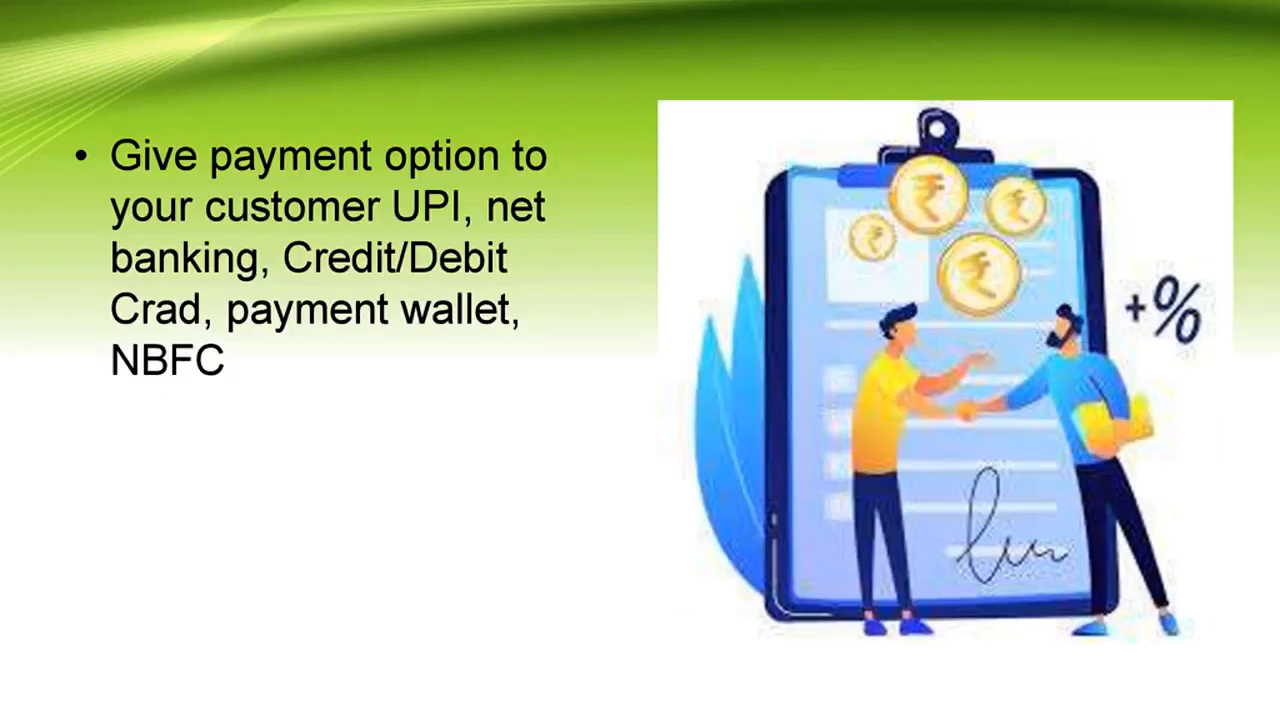 • Give payment option to
your customer UPI, net
banking, Credit/Debit
Crad, payment wallet,
NBFC
+%